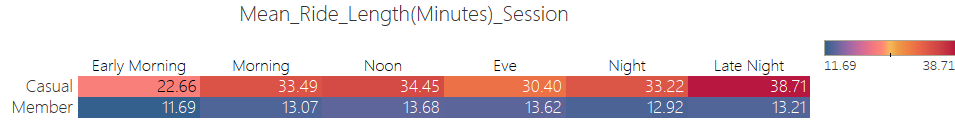 Mean_Ride_Length(Minutes)_Session
Early Morning Morning Noon Eve Night Late Night
Casual 22.66 33.49 34.45 30.40 33.22 38.71
Member 11.69 13.07 13.68 13.62 12.92 13.21
11.69 38.71